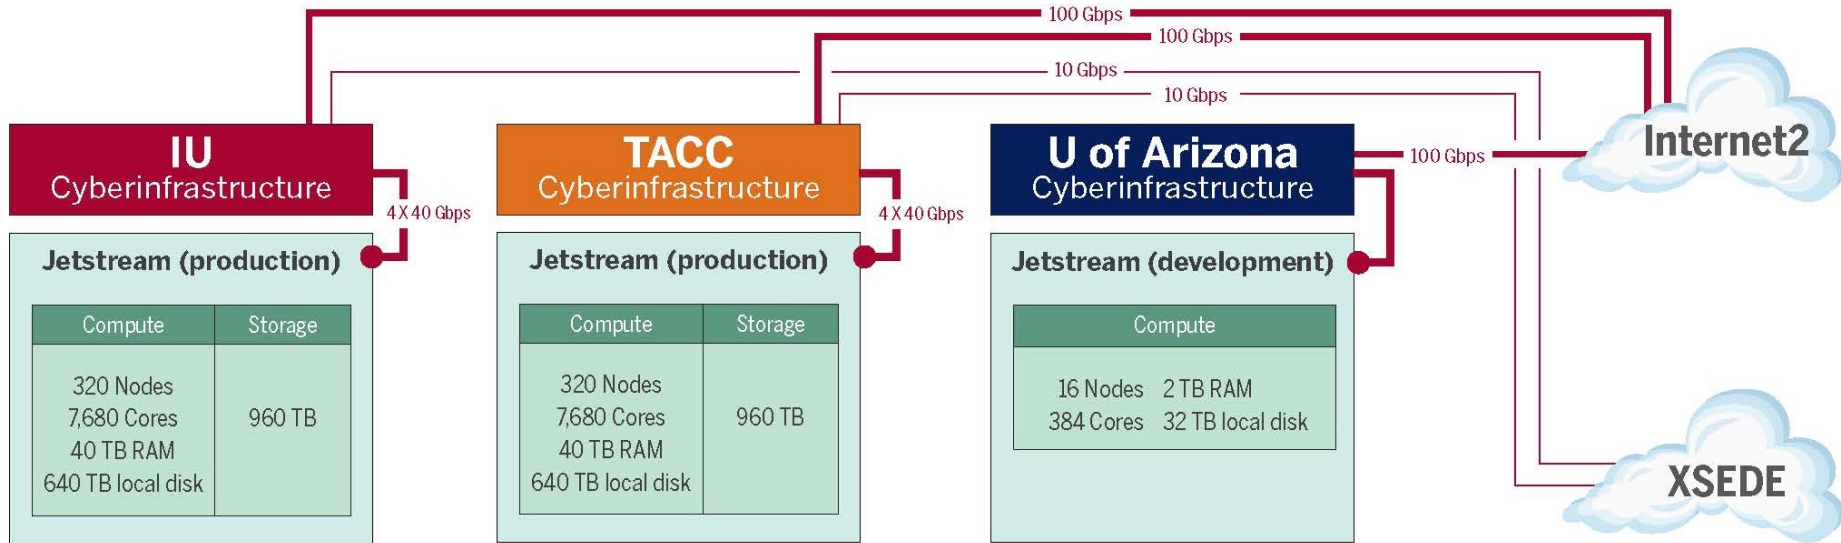 100 Gbps
100 Gbps
10 Gbps
10 Gbps
IU
Cyberinfrastructure
4 X 40 Gbps
Jetstream (production)
Compute Storage
320 Nodes
7,680 Cores
40 TB RAM
640 TB local disk
960 TB
TACC
Cyberinfrastructure
4 X 40 Gbps
Jetstream (production)
Compute Storage
320 Nodes
7,680 Cores
40 TB RAM
640 TB local disk
960 TB
U of Arizona
Cyberinfrastructure
100 Gbps
Jetstream (development)
Compute
16 Nodes 2 TB RAM
384 Cores 32 TB local disk
Internet2
XSEDE